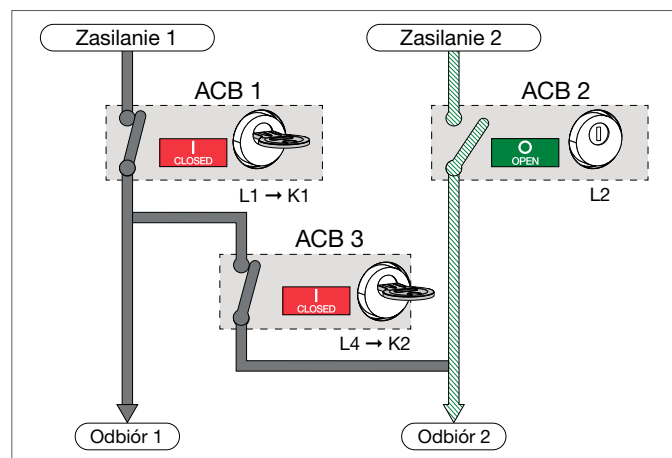 Zasilanie 1
Zasilanie 2
ACB 1
ACB 2
I
CLOSED
O
OPEN
L1 → K1
L2
ACB 3
I
CLOSED
L4 → K2
Odbiór 1
Odbiór 2